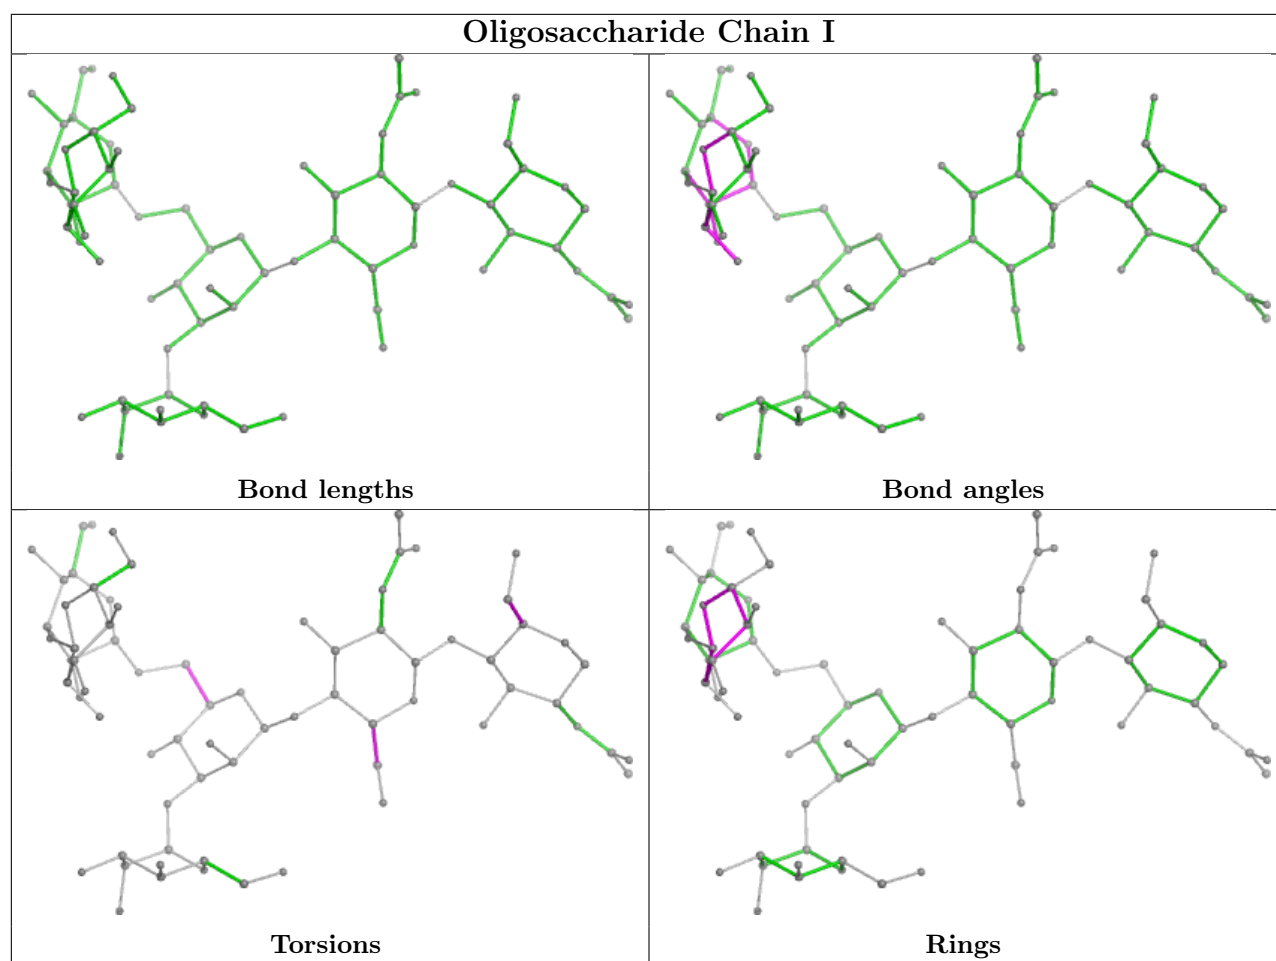 Oligosaccharide Chain I
Bond lengths
Bond angles
Torsions
Rings